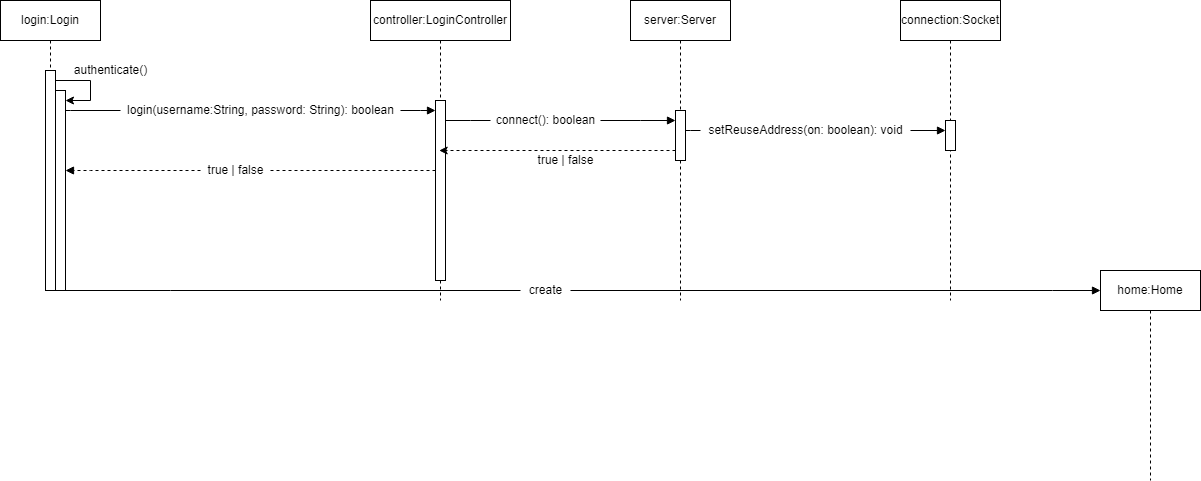 login:Login
controller:LoginController
server:Server
connection:Socket
authenticate()
login(username:String, password: String): boolean
connect(): boolean
setReuseAddress(on: boolean): void
true | false
true | false
create
home:Home